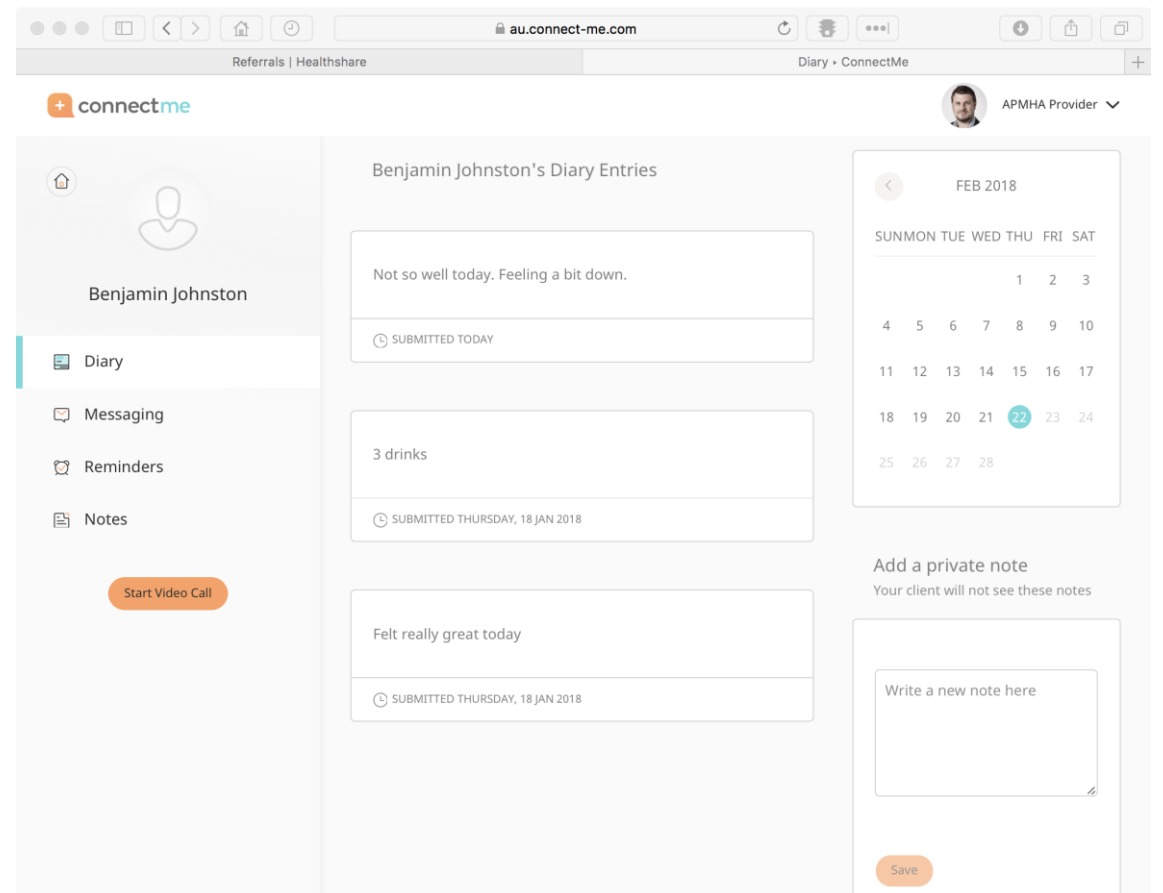 au.connect-me.com
Referrals | Healthshare
Diary ▸ ConnectMe
connectme
APMHA Provider
Benjamin Johnston
Diary
Messaging
Reminders
Notes
Start Video Call
Benjamin Johnston's Diary Entries
Not so well today. Feeling a bit down.
SUBMITTED TODAY
3 drinks
SUBMITTED THURSDAY, 18 JAN 2018
Felt really great today
SUBMITTED THURSDAY, 18 JAN 2018
FEB 2018
SUN MON TUE WED THU FRI SAT
1 2 3
4 5 6 7 8 9 10
11 12 13 14 15 16 17
18 19 20 21 22 23 24
25 26 27 28
Add a private note
Your client will not see these notes
Write a new note here
Save